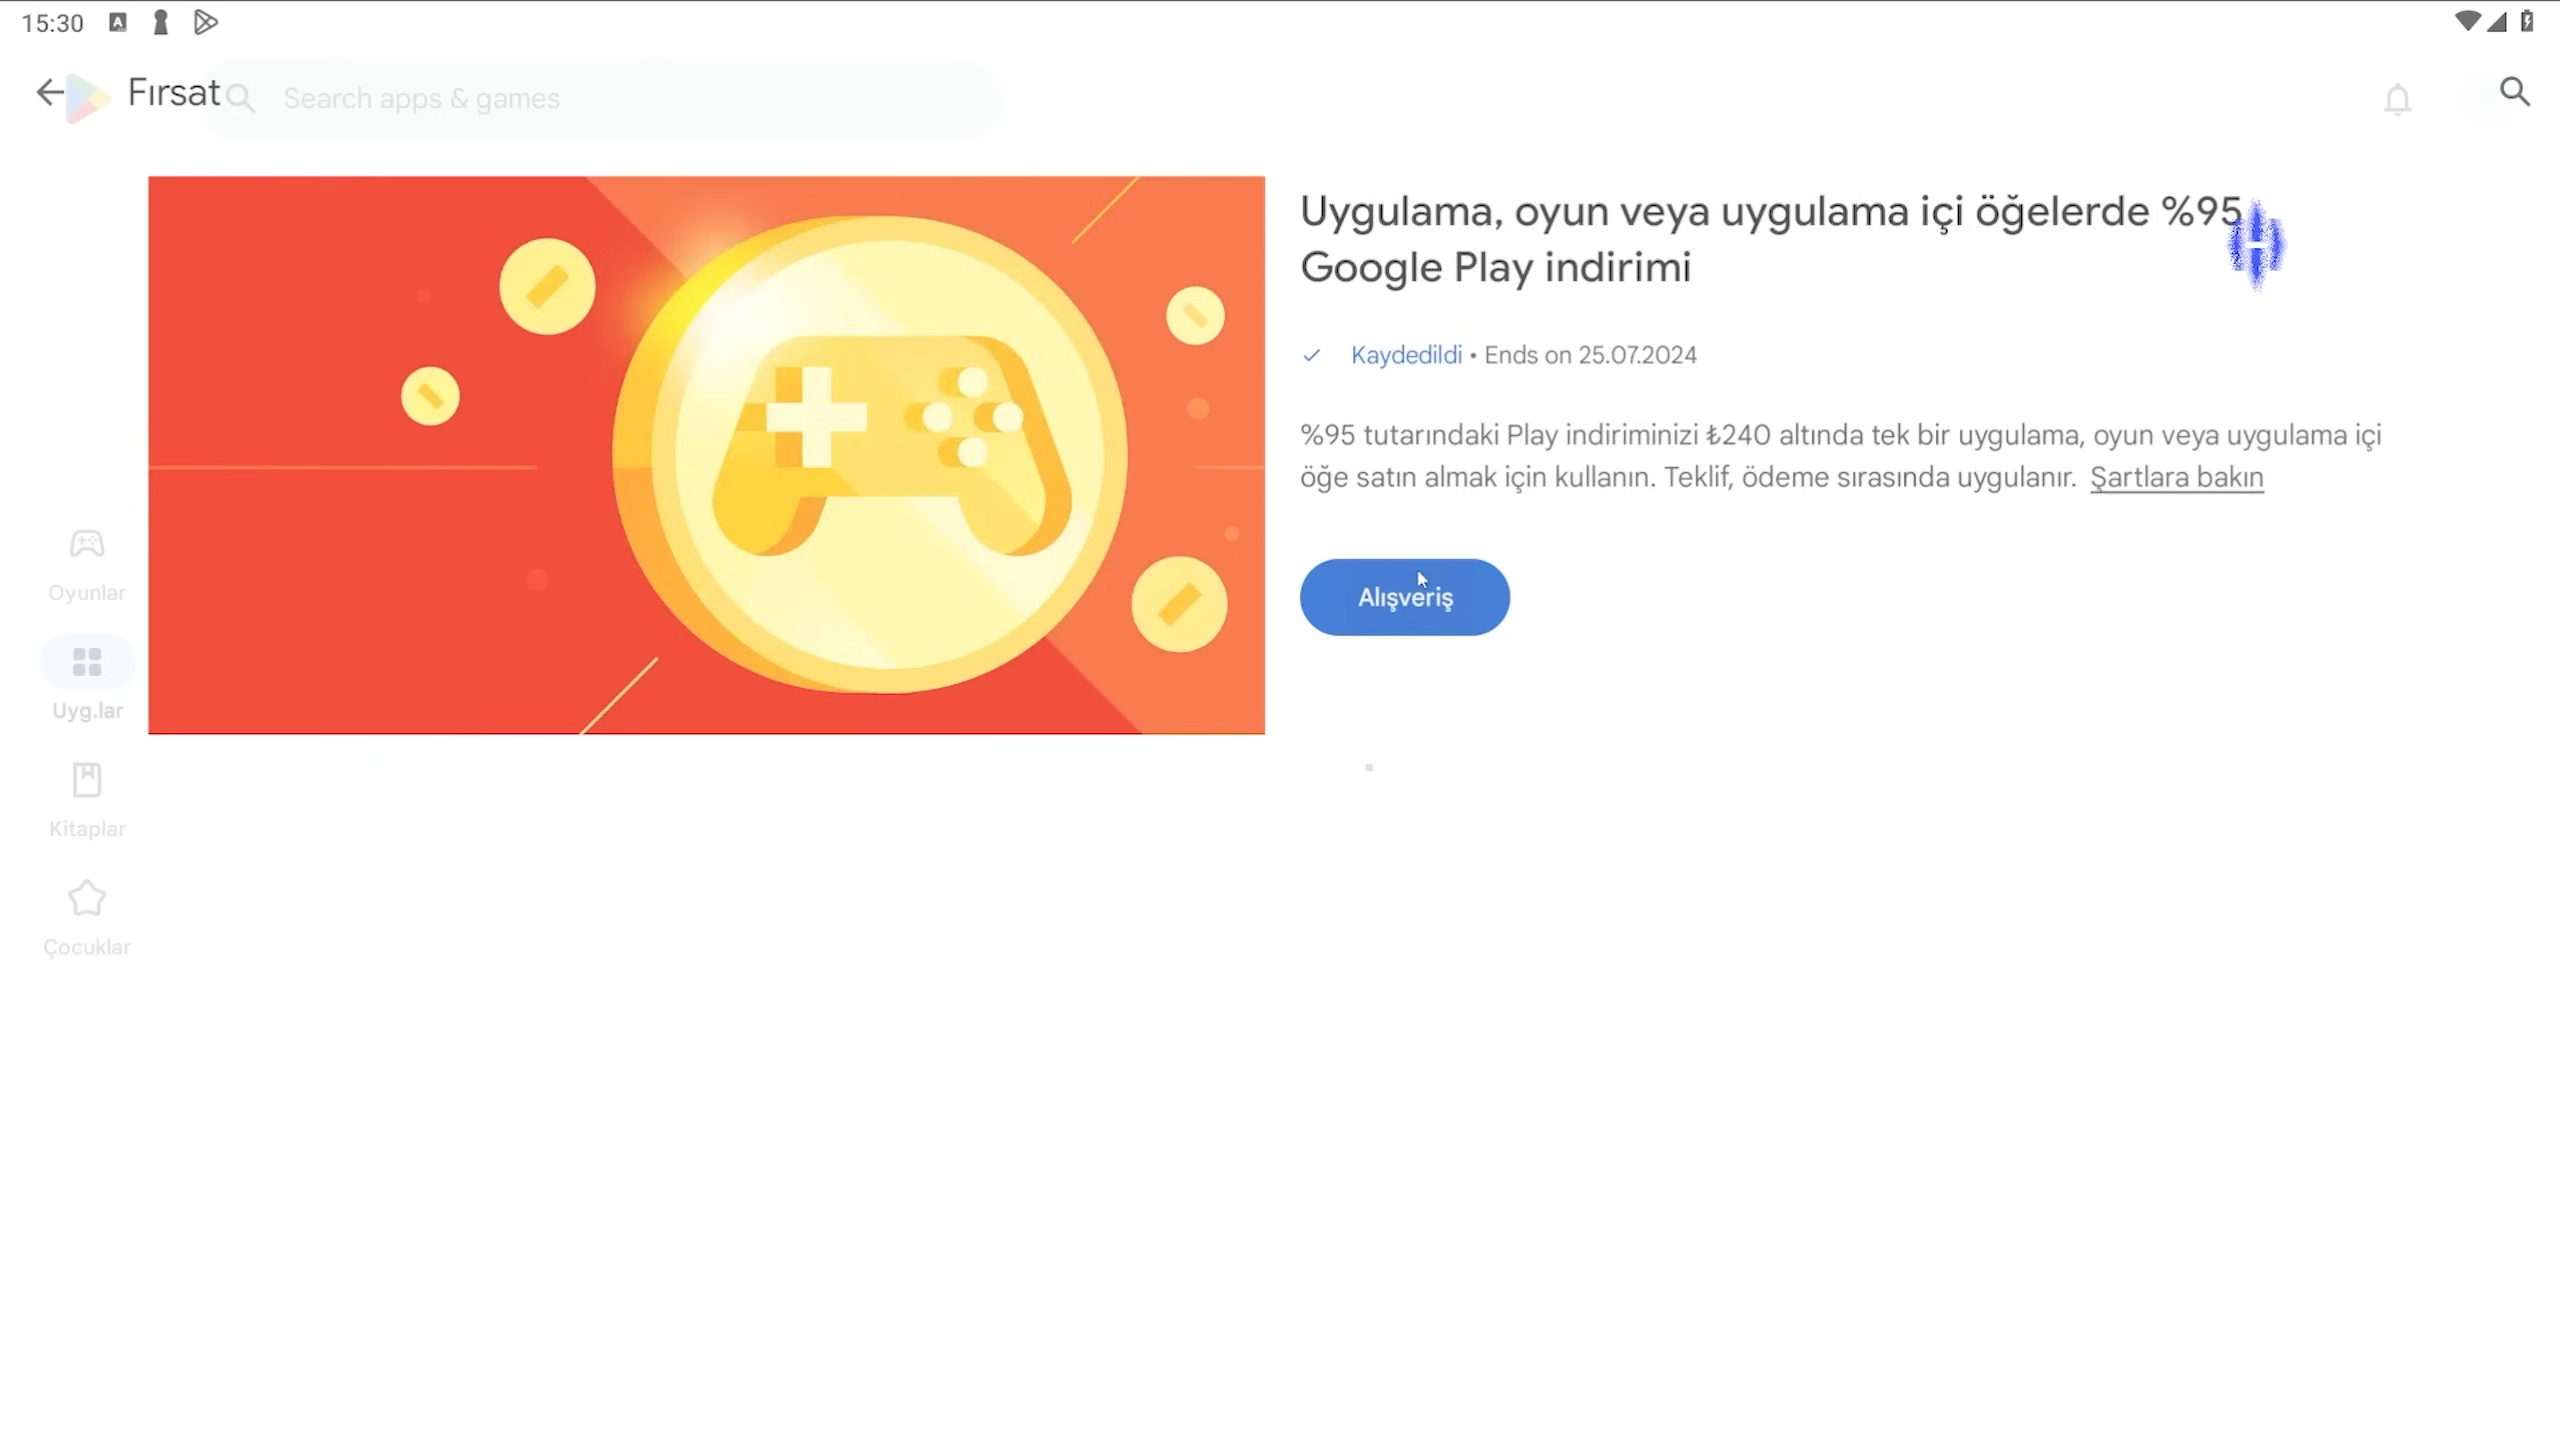 15:30
Fırsat
Search apps & games
Uygulama, oyun veya uygulama içi öğelerde %95
Google Play indirimi
Kaydedildi • Ends on 25.07.2024
%95 tutarındaki Play indiriminizi ₺240 altında tek bir uygulama, oyun veya uygulama içi
öğe satın almak için kullanın. Teklif, ödeme sırasında uygulanır. Şartlara bakın
Alışveriş
Oyunlar
Uyg.lar
Kitaplar
Çocuklar